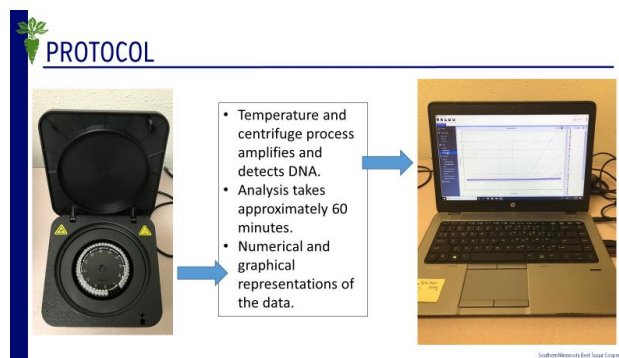 PROTOCOL
• Temperature and
centrifuge process
amplifies and
detects DNA.
• Analysis takes
approximately 60
minutes.
• Numerical and
graphical
representations of
the data.
Southern Minnesota Beet Sugar Cooper